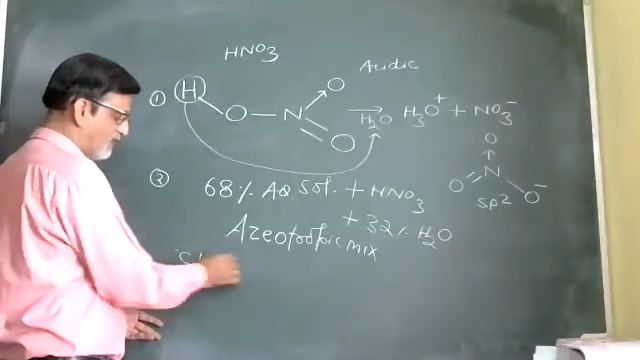 HNO3
Acidic
① H—O—N→O =O →H2O H3O+ + NO3−
O=N→O—O− sp2
② 68% Aq Sol. + HNO3
+ 32% H2O
Azeotropic mix